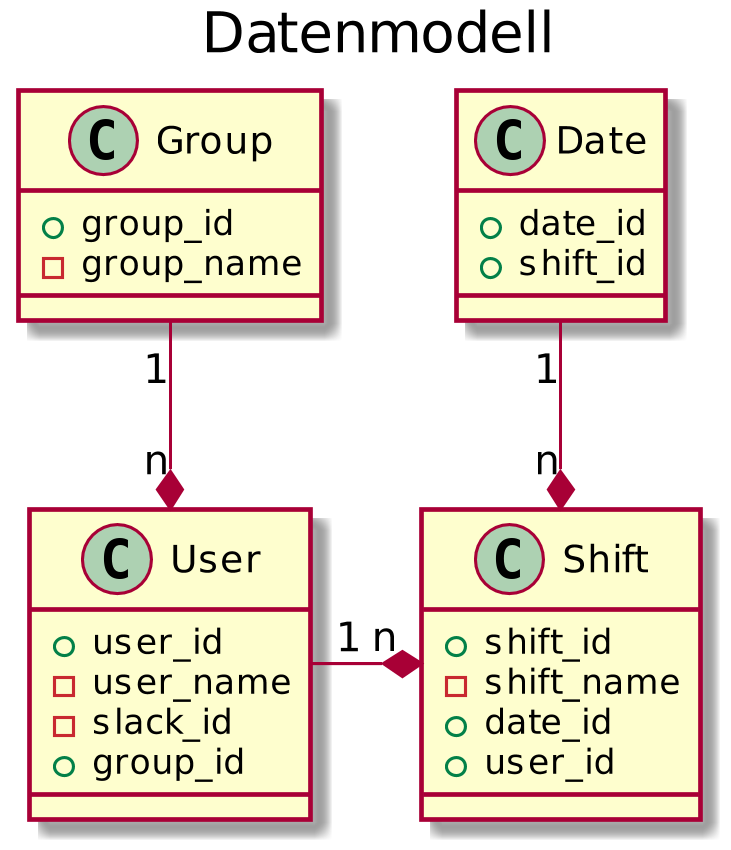 Datenmodell
C Group
group_id
group_name
C Date
date_id
shift_id
1
1
n
n
C User
user_id
user_name
slack_id
group_id
1 n
C Shift
shift_id
shift_name
date_id
user_id